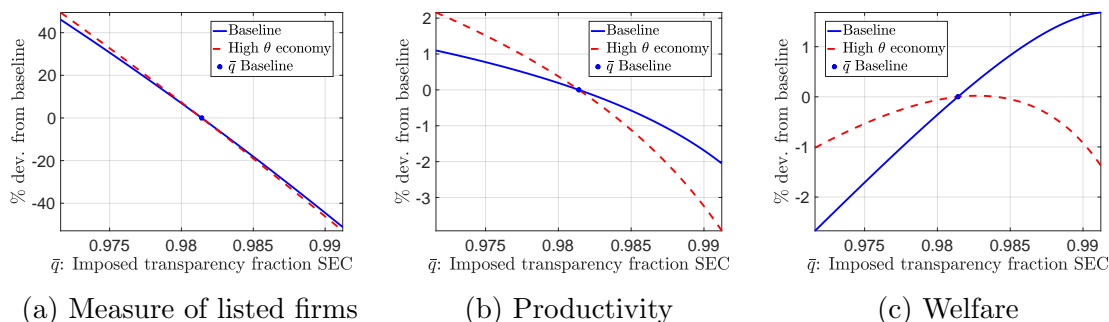 % dev. from baseline
40
20
0
-20
-40
0.975
0.98
0.985
0.99
Baseline
High θ economy
q̄ Baseline
q̄: Imposed transparency fraction SEC
(a) Measure of listed firms
% dev. from baseline
2
1
0
-1
-2
-3
0.975
0.98
0.985
0.99
Baseline
High θ economy
q̄ Baseline
q̄: Imposed transparency fraction SEC
(b) Productivity
% dev. from baseline
1
0
-1
-2
0.975
0.98
0.985
0.99
Baseline
High θ economy
q̄ Baseline
q̄: Imposed transparency fraction SEC
(c) Welfare